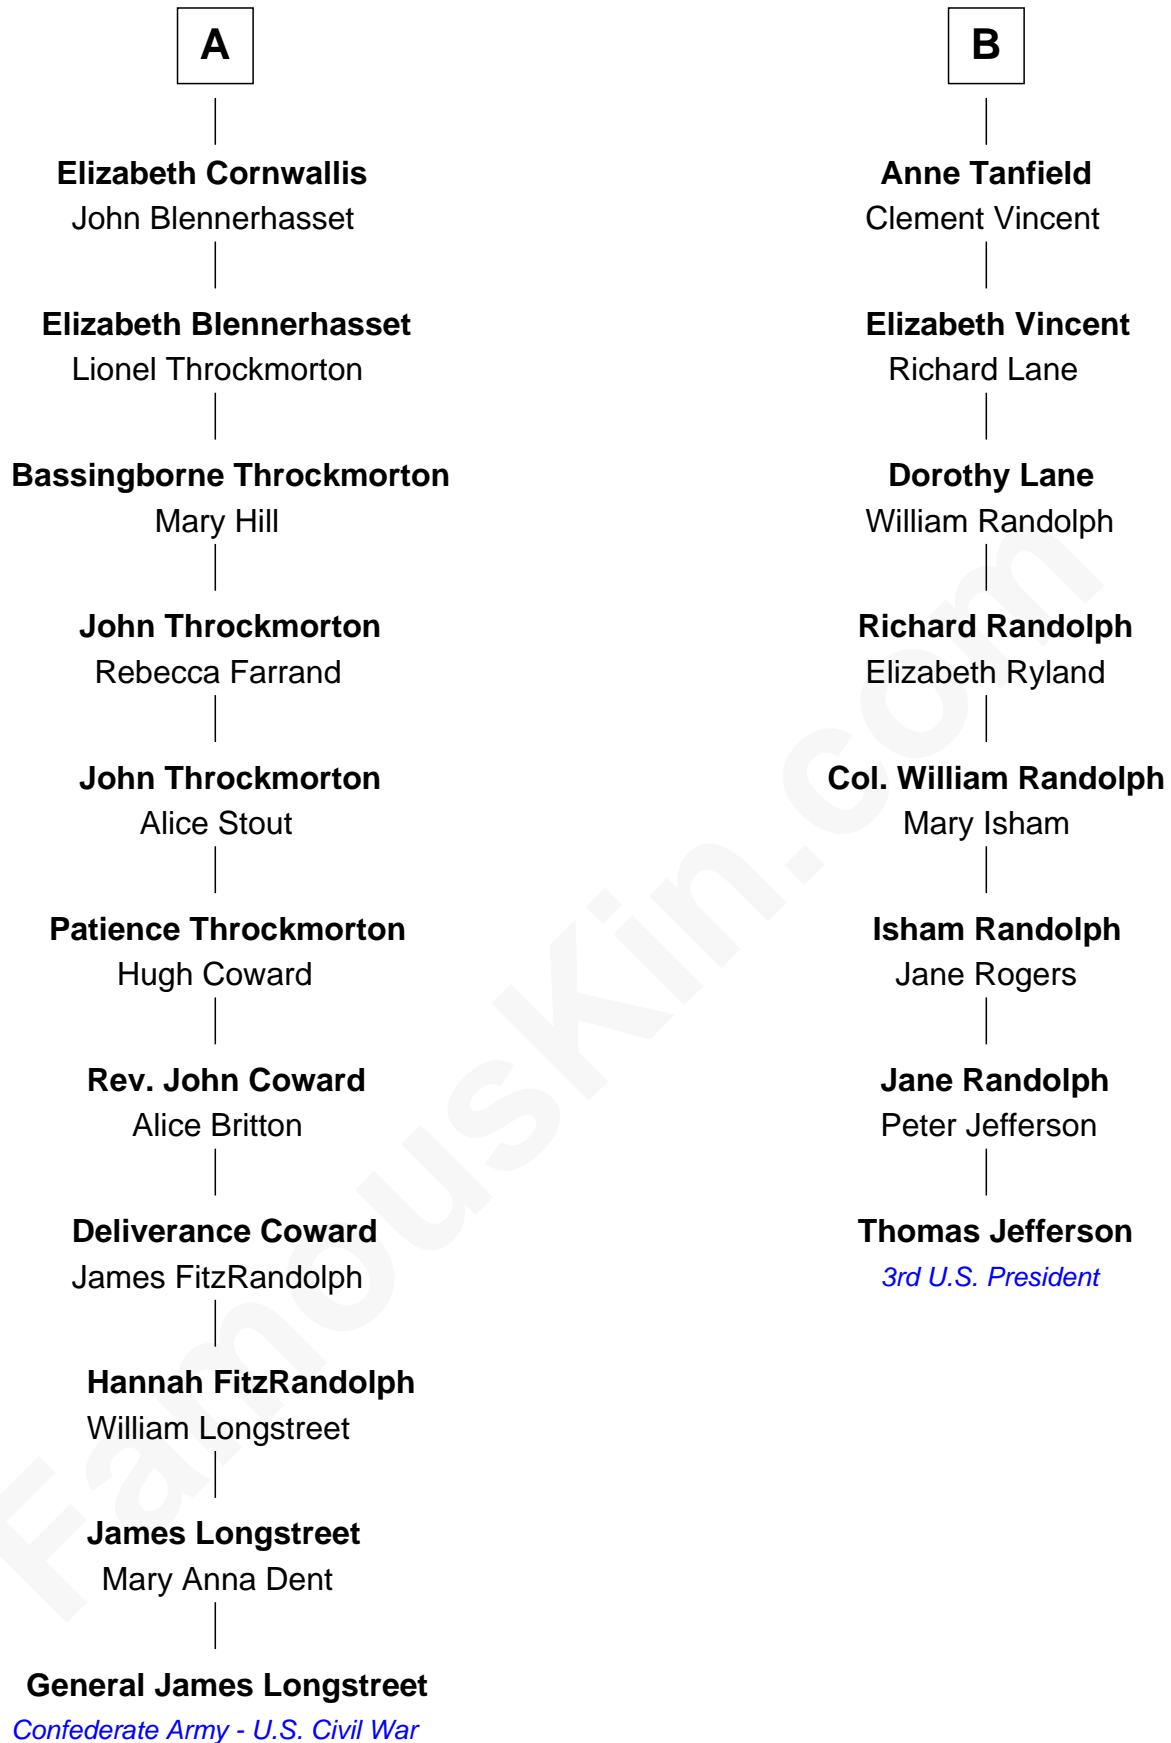 A
Elizabeth Cornwallis
John Blennerhasset
Elizabeth Blennerhasset
Lionel Throckmorton
Bassingborne Throckmorton
Mary Hill
John Throckmorton
Rebecca Farrand
John Throckmorton
Alice Stout
Patience Throckmorton
Hugh Coward
Rev. John Coward
Alice Britton
Deliverance Coward
James FitzRandolph
Hannah FitzRandolph
William Longstreet
James Longstreet
Mary Anna Dent
General James Longstreet
Confederate Army - U.S. Civil War
B
Anne Tanfield
Clement Vincent
Elizabeth Vincent
Richard Lane
Dorothy Lane
William Randolph
Richard Randolph
Elizabeth Ryland
Col. William Randolph
Mary Isham
Isham Randolph
Jane Rogers
Jane Randolph
Peter Jefferson
Thomas Jefferson
3rd U.S. President
FamousKin.com